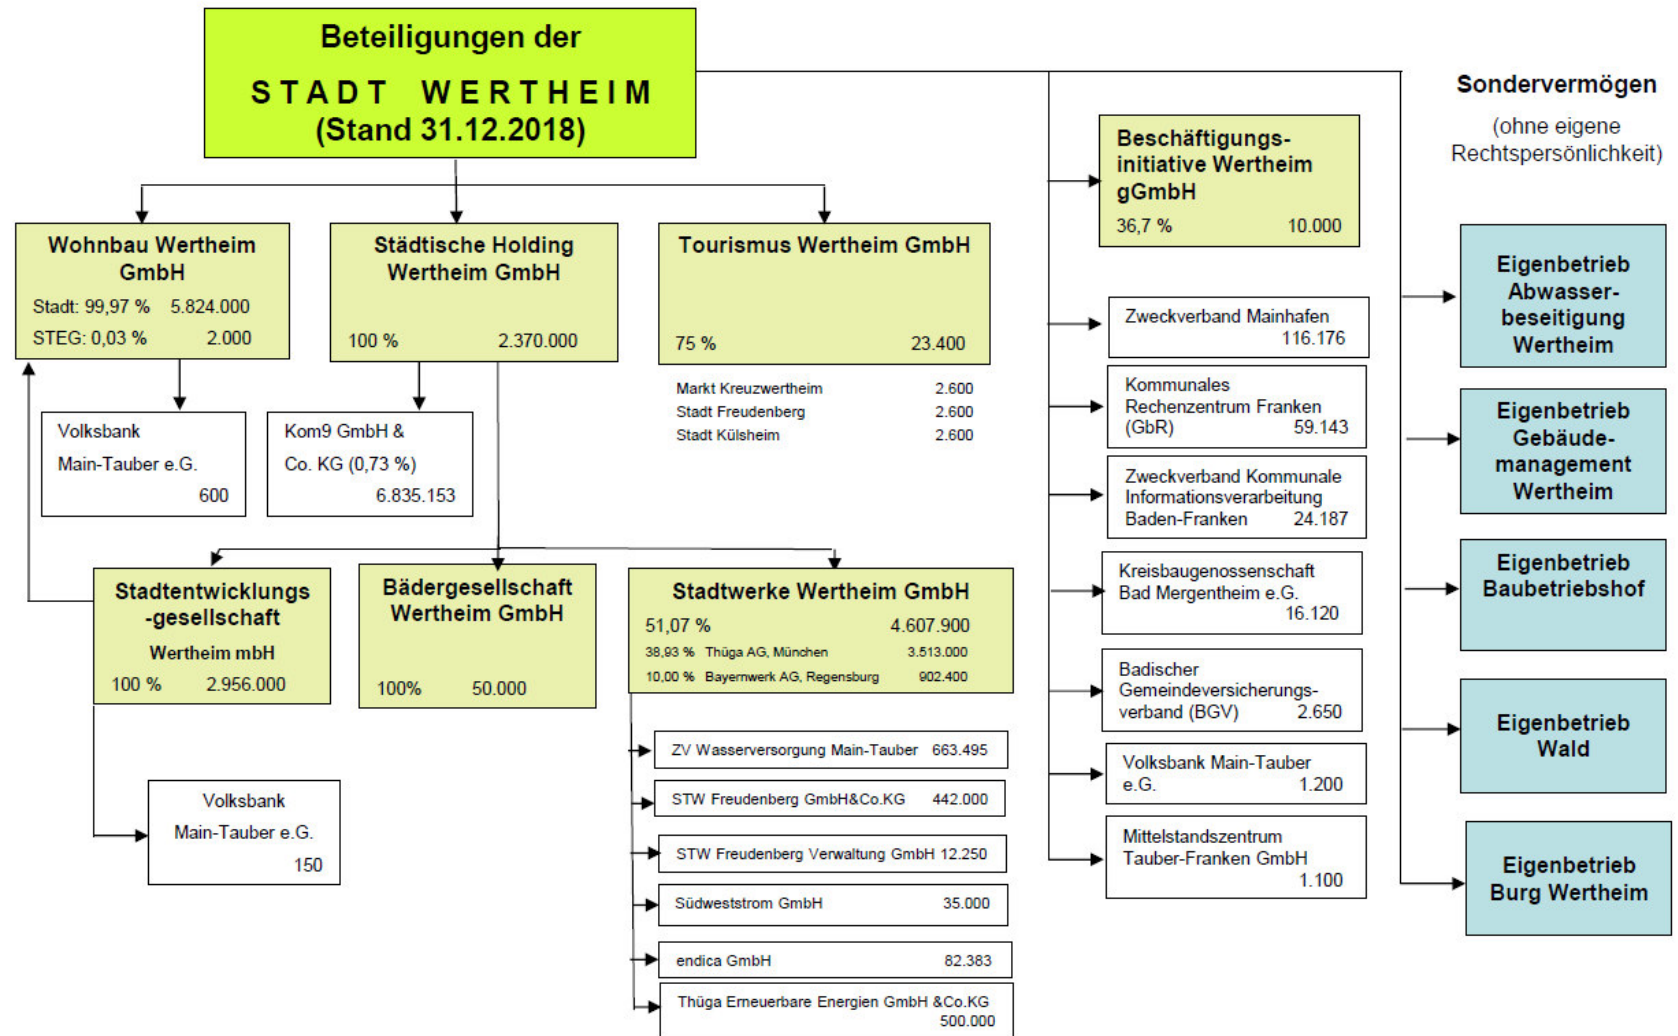 Beteiligungen der
STADT WERTHEIM
(Stand 31.12.2018)
Sondervermögen
(ohne eigene
Rechtspersönlichkeit)
Wohnbau Wertheim
GmbH
Stadt: 99,97 % 5.824.000
STEG: 0,03 % 2.000
Städtische Holding
Wertheim GmbH
100 % 2.370.000
Tourismus Wertheim GmbH
75 % 23.400
Markt Kreuzwertheim 2.600
Stadt Freudenberg 2.600
Stadt Külsheim 2.600
Volksbank
Main-Tauber e.G.
600
Kom9 GmbH &
Co. KG (0,73 %)
6.835.153
Stadtentwicklungs
-gesellschaft
Wertheim mbH
100 % 2.956.000
Bädergesellschaft
Wertheim GmbH
100% 50.000
Stadtwerke Wertheim GmbH
51,07 % 4.607.900
38,93 % Thüga AG, München 3.513.000
10,00 % Bayernwerk AG, Regensburg 902.400
Volksbank
Main-Tauber e.G.
150
ZV Wasserversorgung Main-Tauber 663.495
STW Freudenberg GmbH&Co.KG 442.000
STW Freudenberg Verwaltung GmbH 12.250
Südweststrom GmbH 35.000
endica GmbH 82.383
Thüga Erneuerbare Energien GmbH &Co.KG
500.000
Beschäftigungs-
initiative Wertheim
gGmbH
36,7 % 10.000
Zweckverband Mainhafen
116.176
Kommunales
Rechenzentrum Franken
(GbR) 59.143
Zweckverband Kommunale
Informationsverarbeitung
Baden-Franken 24.187
Kreisbaugenossenschaft
Bad Mergentheim e.G.
16.120
Badischer
Gemeindeversicherungs-
verband (BGV) 2.650
Volksbank Main-Tauber
e.G. 1.200
Mittelstandszentrum
Tauber-Franken GmbH
1.100
Eigenbetrieb
Abwasser-
beseitigung
Wertheim
Eigenbetrieb
Gebäude-
management
Wertheim
Eigenbetrieb
Baubetriebshof
Eigenbetrieb
Wald
Eigenbetrieb
Burg Wertheim